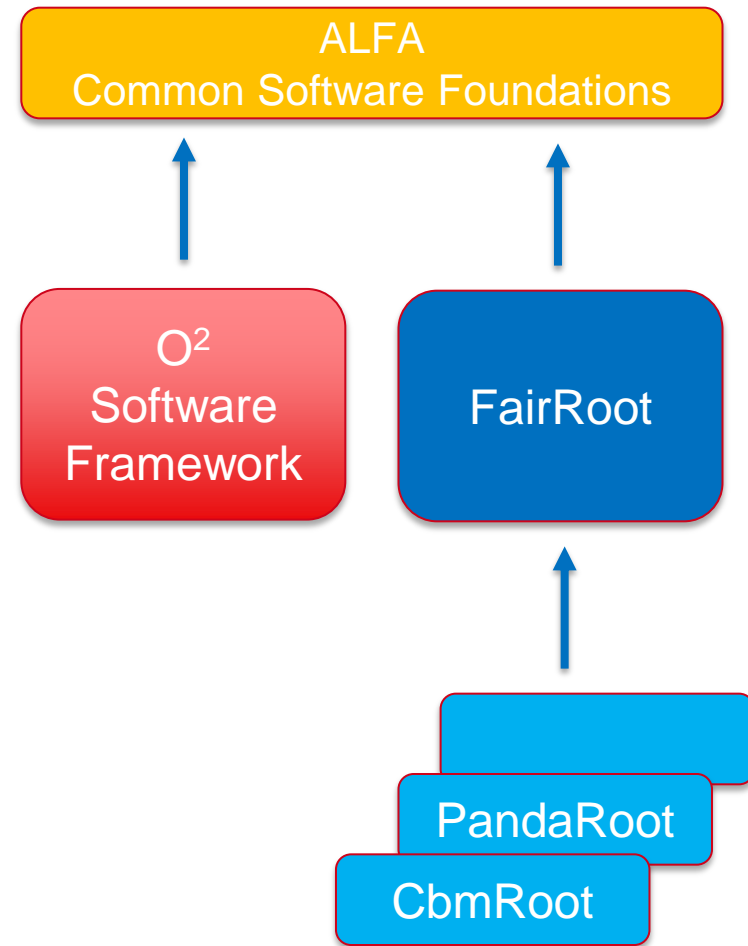 ALFA
Common Software Foundations
O²
Software
Framework
FairRoot
PandaRoot
CbmRoot